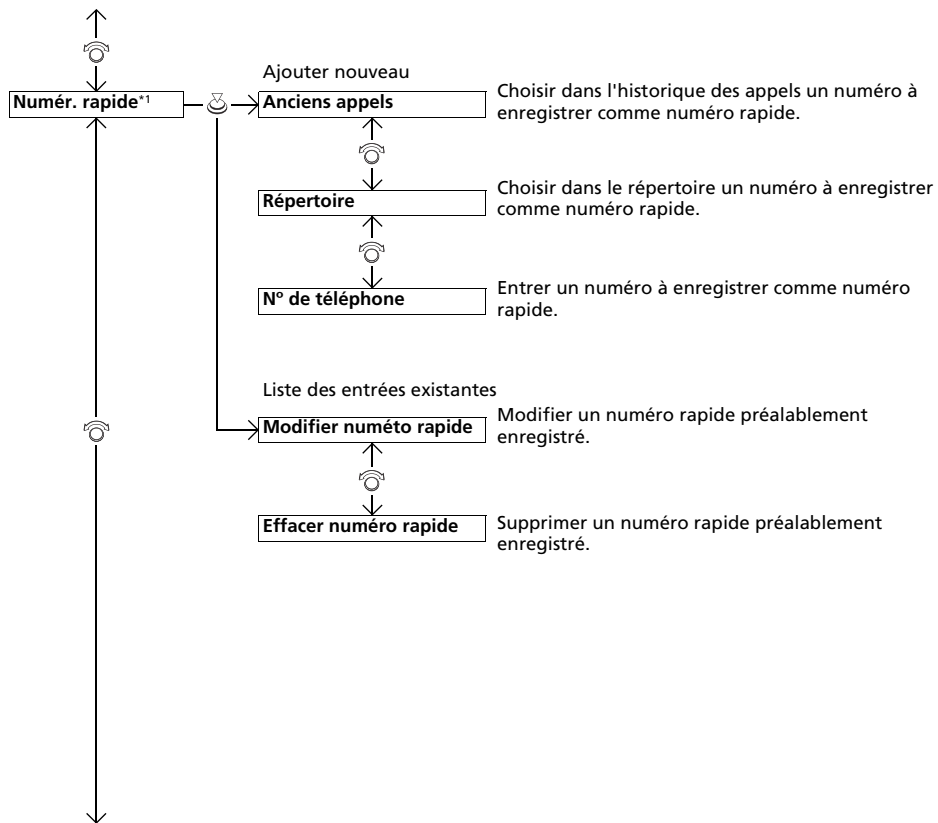 Ajouter nouveau
Numér. rapide*1
Anciens appels
Choisir dans l'historique des appels un numéro à
enregistrer comme numéro rapide.
Répertoire
Choisir dans le répertoire un numéro à enregistrer
comme numéro rapide.
Nº de téléphone
Entrer un numéro à enregistrer comme numéro
rapide.
Liste des entrées existantes
Modifier numéto rapide
Modifier un numéro rapide préalablement
enregistré.
Effacer numéro rapide
Supprimer un numéro rapide préalablement
enregistré.